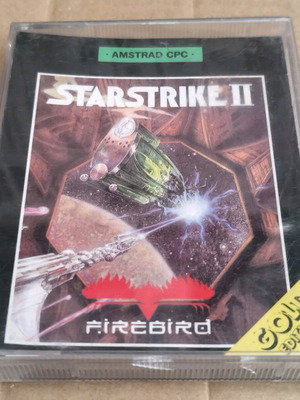 · AMSTRAD CPC ·
STARSTRIKE II
FIREBIRD
GOLD